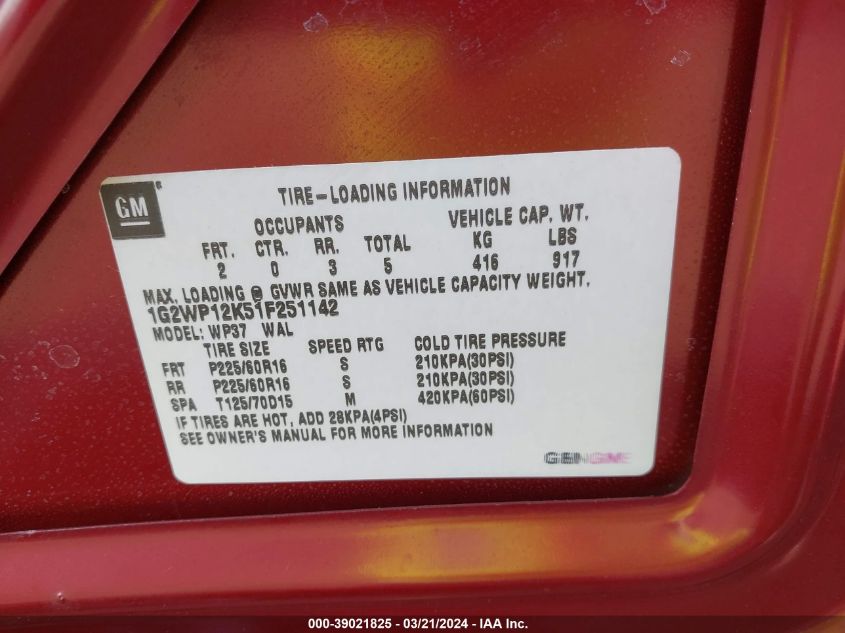 GM
TIRE-LOADING INFORMATION
OCCUPANTS VEHICLE CAP. WT.
FRT. CTR. RR. TOTAL KG LBS
2 0 3 5 416 917
MAX. LOADING @ GVWR SAME AS VEHICLE CAPACITY WEIGHT.
1G2WP12K51F251142
MODEL: WP37 WAL
TIRE SIZE SPEED RTG COLD TIRE PRESSURE
FRT P225/60R16 S 210KPA(30PSI)
RR P225/60R16 S 210KPA(30PSI)
SPA T125/70D15 M 420KPA(60PSI)
IF TIRES ARE HOT, ADD 28KPA(4PSI)
SEE OWNER'S MANUAL FOR MORE INFORMATION
000-39021825 / 03/21/2024 - IAA Inc.